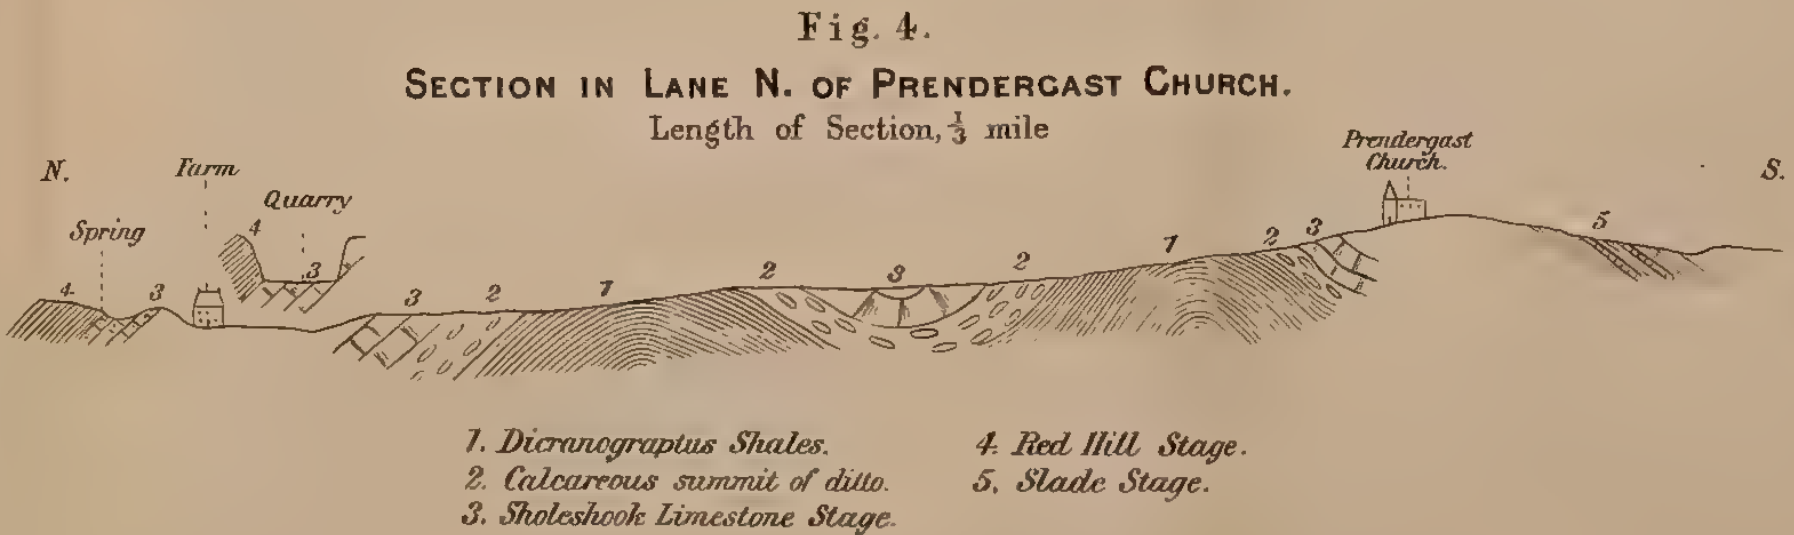 Fig. 4.
SECTION IN LANE N. OF PRENDERGAST CHURCH.
Length of Section, 1/3 mile
N.
Farm
Quarry
Spring
Prendergast
Church.
S.
4
3
4
3
3
2
1
2
3
2
1
2
3
5
1. Dicranograptus Shales.
2. Calcareous summit of ditto.
3. Sholeshook Limestone Stage.
4. Red Hill Stage.
5. Slade Stage.